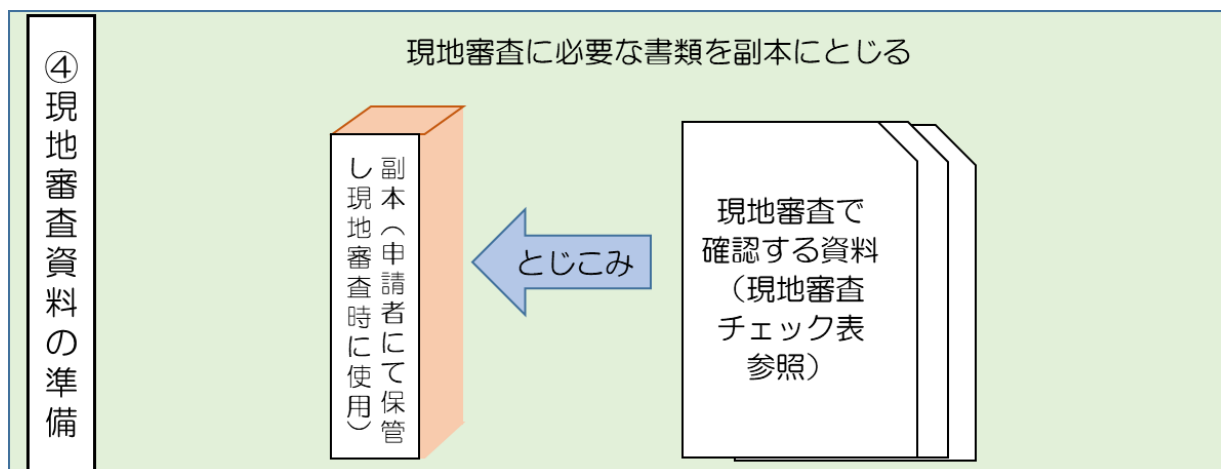 ④現地審査資料の準備
現地審査に必要な書類を副本にとじる
副本（申請者にて保管
し現地審査時に使用）
とじこみ
現地審査で
確認する資料
（現地審査
チェック表
参照）